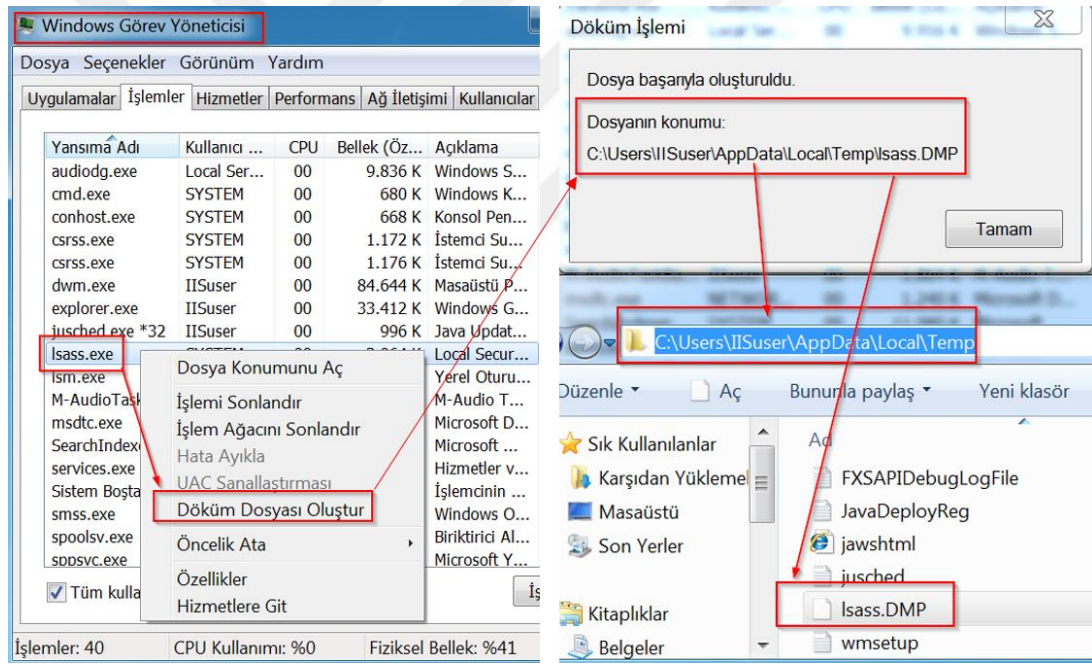 Windows Görev Yöneticisi
Dosya Seçenekler Görünüm Yardım
Uygulamalar İşlemler Hizmetler Performans Ağ İletişimi Kullanıcılar
Yansıma Adı Kullanıcı ... CPU Bellek (Öz... Açıklama
audiodg.exe Local Ser... 00 9.836 K Windows S...
cmd.exe SYSTEM 00 680 K Windows K...
conhost.exe SYSTEM 00 668 K Konsol Pen...
csrss.exe SYSTEM 00 1.172 K İstemci Su...
csrss.exe SYSTEM 00 1.176 K İstemci Su...
dwm.exe IISuser 00 84.644 K Masaüstü P...
explorer.exe IISuser 00 33.412 K Windows G...
jusched.exe *32 IISuser 00 996 K Java Updat...
lsass.exe Local Secur...
lsm.exe Yerel Oturu...
M-AudioTask M-Audio T...
msdtc.exe Microsoft D...
SearchIndex Microsoft ...
services.exe Hizmetler v...
Sistem Boşta İşlemcinin ...
smss.exe Windows O...
spoolsv.exe Biriktirici Al...
sppsvc.exe Microsoft Y...
Dosya Konumunu Aç
İşlemi Sonlandır
İşlem Ağacını Sonlandır
Hata Ayıkla
UAC Sanallaştırması
Döküm Dosyası Oluştur
Öncelik Ata
Özellikler
Hizmetlere Git
Tüm kulla
İşlemler: 40 CPU Kullanımı: %0 Fiziksel Bellek: %41
Döküm İşlemi
Dosya başarıyla oluşturuldu.
Dosyanın konumu:
C:\Users\IISuser\AppData\Local\Temp\lsass.DMP
Tamam
C:\Users\IISuser\AppData\Local\Temp
Düzenle Aç Bununla paylaş Yeni klasör
Sık Kullanılanlar
Karşıdan Yüklemel
Masaüstü
Son Yerler
Kitaplıklar
Belgeler
Ad
FXSAPIDebugLogFile
JavaDeployReg
jawshtml
jusched
lsass.DMP
wmsetup